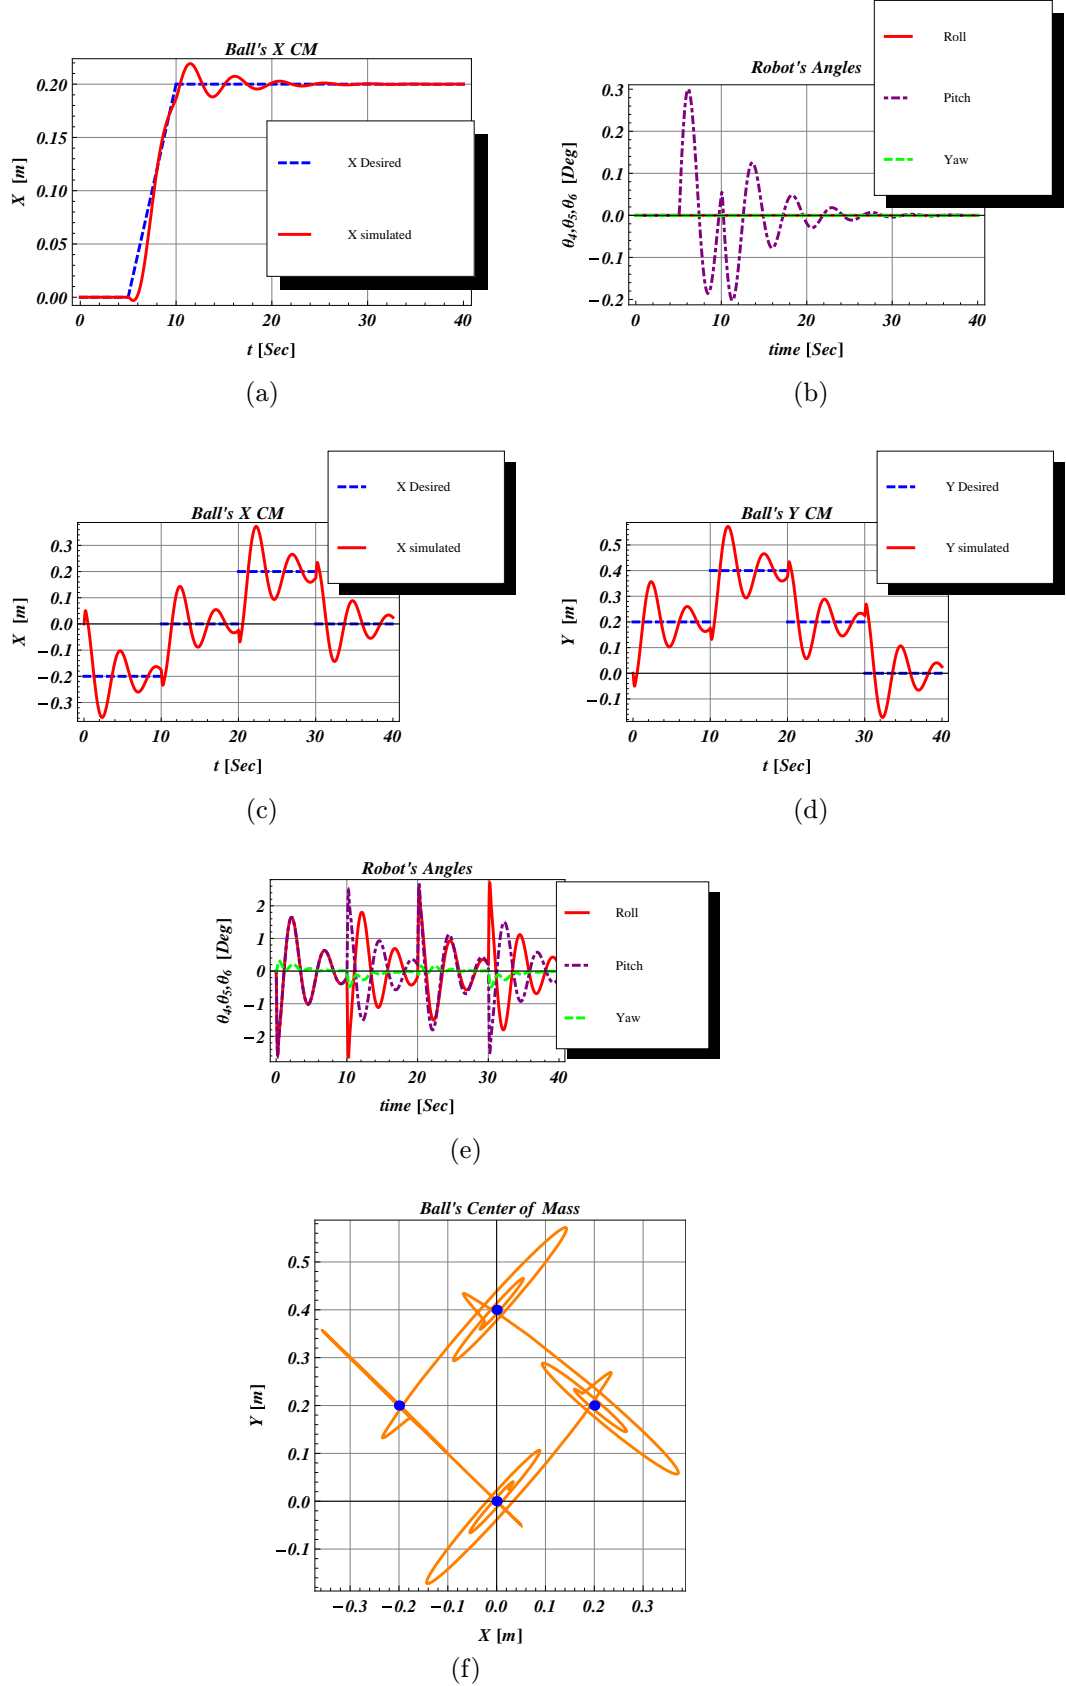 Ball's X CM
0.20
0.15
0.10
0.05
0.00
X [m]
X Desired
X simulated
0 10 20 30 40
t [Sec]
(a)
Roll
Pitch
Yaw
Robot's Angles
0.3
0.2
0.1
0.0
−0.1
−0.2
θ4,θ5,θ6 [Deg]
0 10 20 30 40
time [Sec]
(b)
X Desired
X simulated
Ball's X CM
0.3
0.2
0.1
0.0
−0.1
−0.2
−0.3
X [m]
0 10 20 30 40
t [Sec]
(c)
Y Desired
Y simulated
Ball's Y CM
0.5
0.4
0.3
0.2
0.1
0.0
−0.1
Y [m]
0 10 20 30 40
t [Sec]
(d)
Robot's Angles
2
1
0
−1
−2
θ4,θ5,θ6 [Deg]
Roll
Pitch
Yaw
0 10 20 30 40
time [Sec]
(e)
Ball's Center of Mass
0.5
0.4
0.3
0.2
0.1
0.0
−0.1
Y [m]
−0.3 −0.2 −0.1 0.0 0.1 0.2 0.3
X [m]
(f)